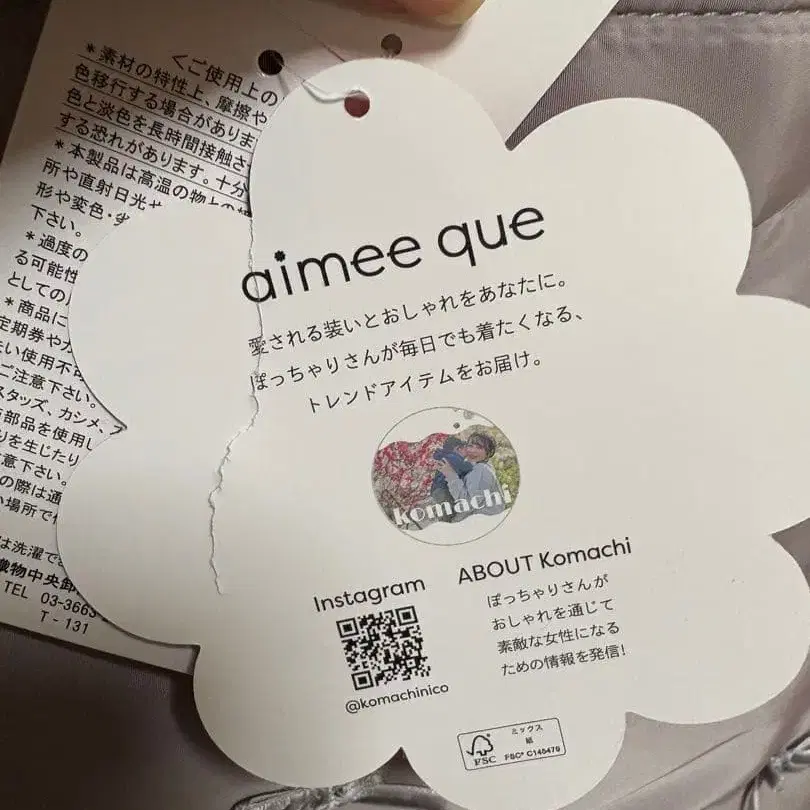 <ご使用上の
*素材の特性上、摩擦や
色移行する場合がありま
色と淡色を長時間接触さ
する恐れがあります。十分
*本製品は高温の物との
所や直射日光
形や変色・劣
下さい。
*過度の
る可能性
としての
*商品に
定期券や
い使用不可
ご注意下さい。
スタッズ、カシメ、
部品を使用し
りを生じたり
意下さい。
の際は通
い場所で
は洗濯で
織物中央卸
TEL 03-3663-
T-131
aimee que
愛される装いとおしゃれをあなたに。
ぽっちゃりさんが毎日でも着たくなる、
トレンドアイテムをお届け。
komachi
Instagram
@komachinico
ABOUT Komachi
ぽっちゃりさんが
おしゃれを通じて
素敵な女性になる
ための情報を発信!
ミックス
紙
FSC
FSC® C145470